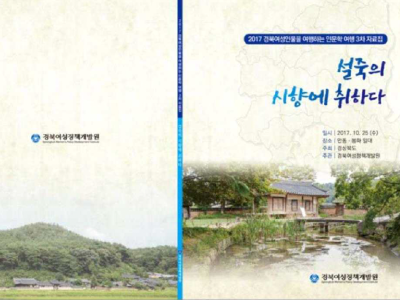 경북여성정책개발원
2017 경북여성인물을 여행하는 인문학 여행 3차 자료집
설죽의
시향에 취하다
일시 | 2017. 10. 25 (수)
장소 | 안동·봉화 일대
주최 | 경상북도
주관 | 경북여성정책개발원
경북여성정책개발원